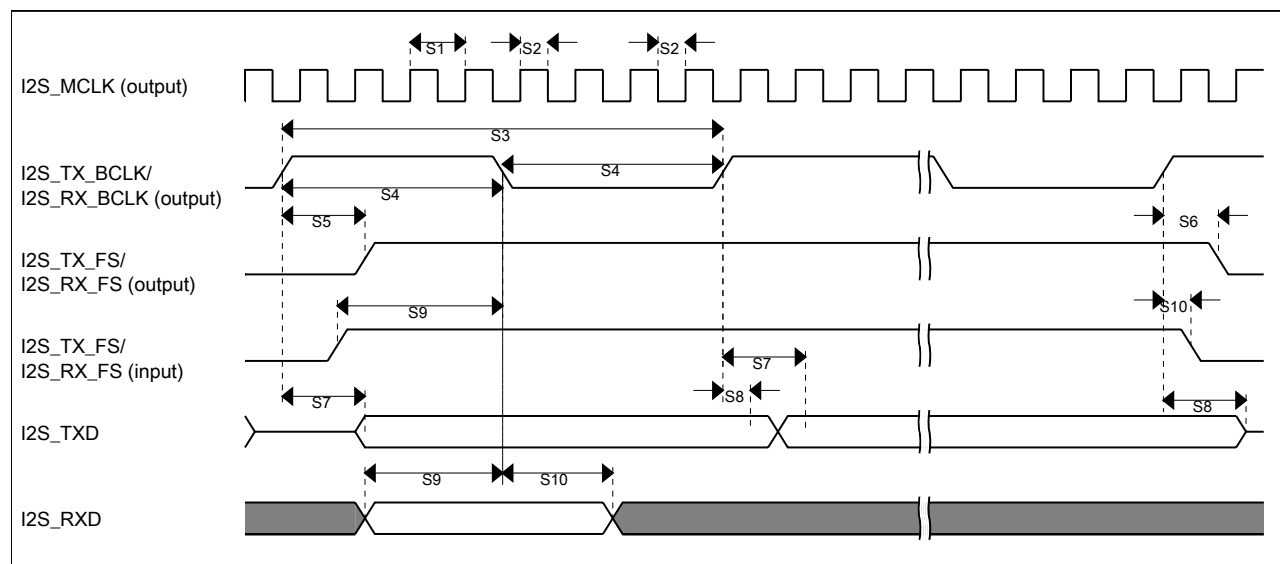 S1
S2
S2
I2S_MCLK (output)
S3
I2S_TX_BCLK/
I2S_RX_BCLK (output)
S4
S4
S5
S6
I2S_TX_FS/
I2S_RX_FS (output)
S9
S10
I2S_TX_FS/
I2S_RX_FS (input)
S7
S8
S7
S8
I2S_TXD
S9
S10
I2S_RXD